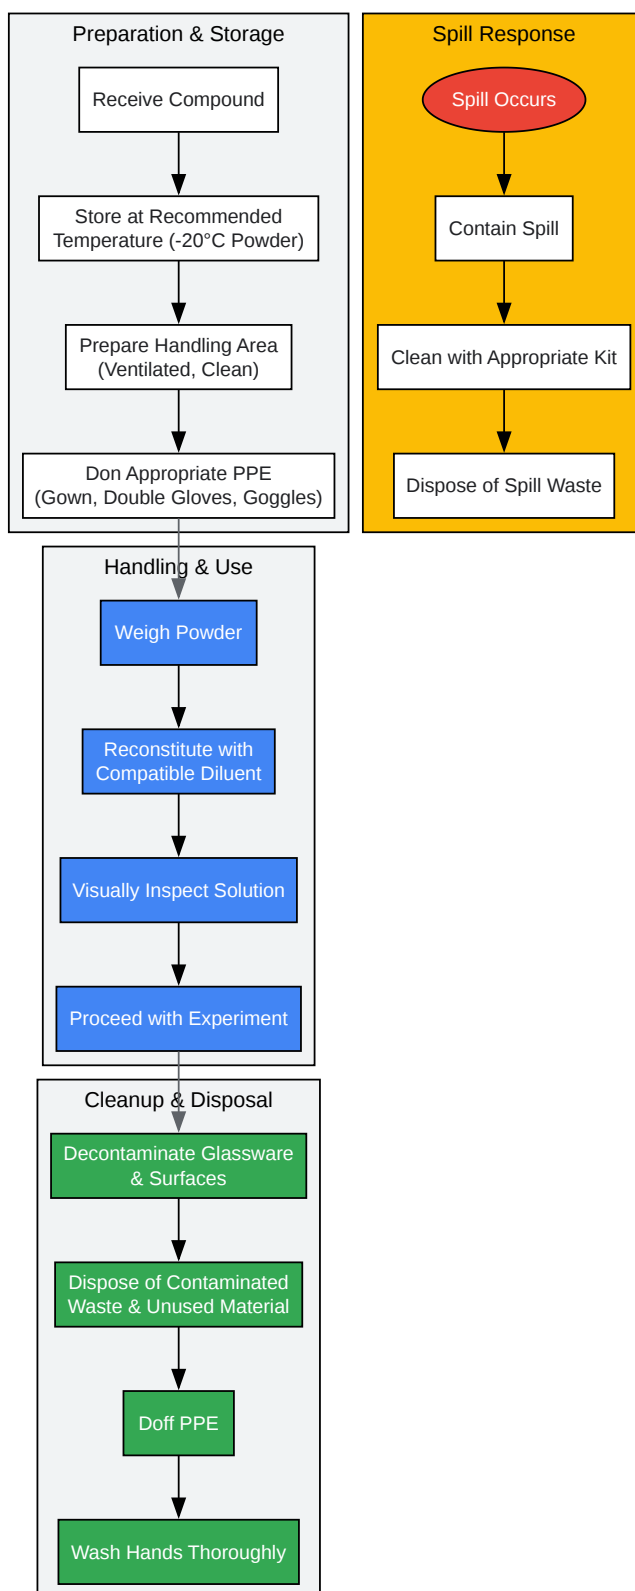 Preparation & Storage
Receive Compound
Store at Recommended
Temperature (-20°C Powder)
Prepare Handling Area
(Ventilated, Clean)
Don Appropriate PPE
(Gown, Double Gloves, Goggles)
Spill Response
Spill Occurs
Contain Spill
Clean with Appropriate Kit
Dispose of Spill Waste
Handling & Use
Weigh Powder
Reconstitute with
Compatible Diluent
Visually Inspect Solution
Proceed with Experiment
Cleanup & Disposal
Decontaminate Glassware
& Surfaces
Dispose of Contaminated
Waste & Unused Material
Doff PPE
Wash Hands Thoroughly